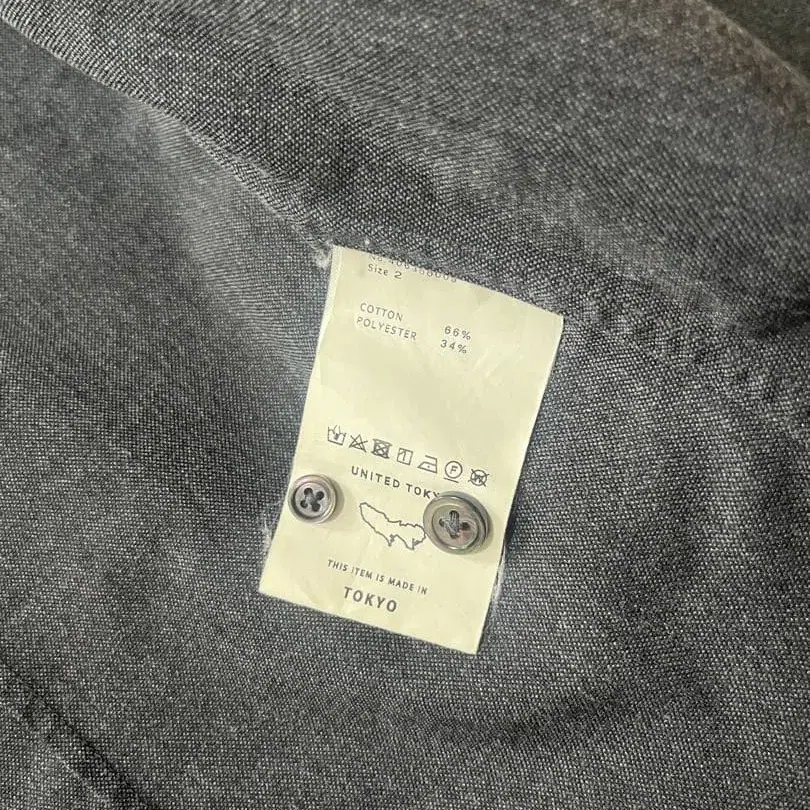 Size 2
COTTON 66%
POLYESTER 34%
UNITED TOKY
THIS ITEM IS MADE IN
TOKYO